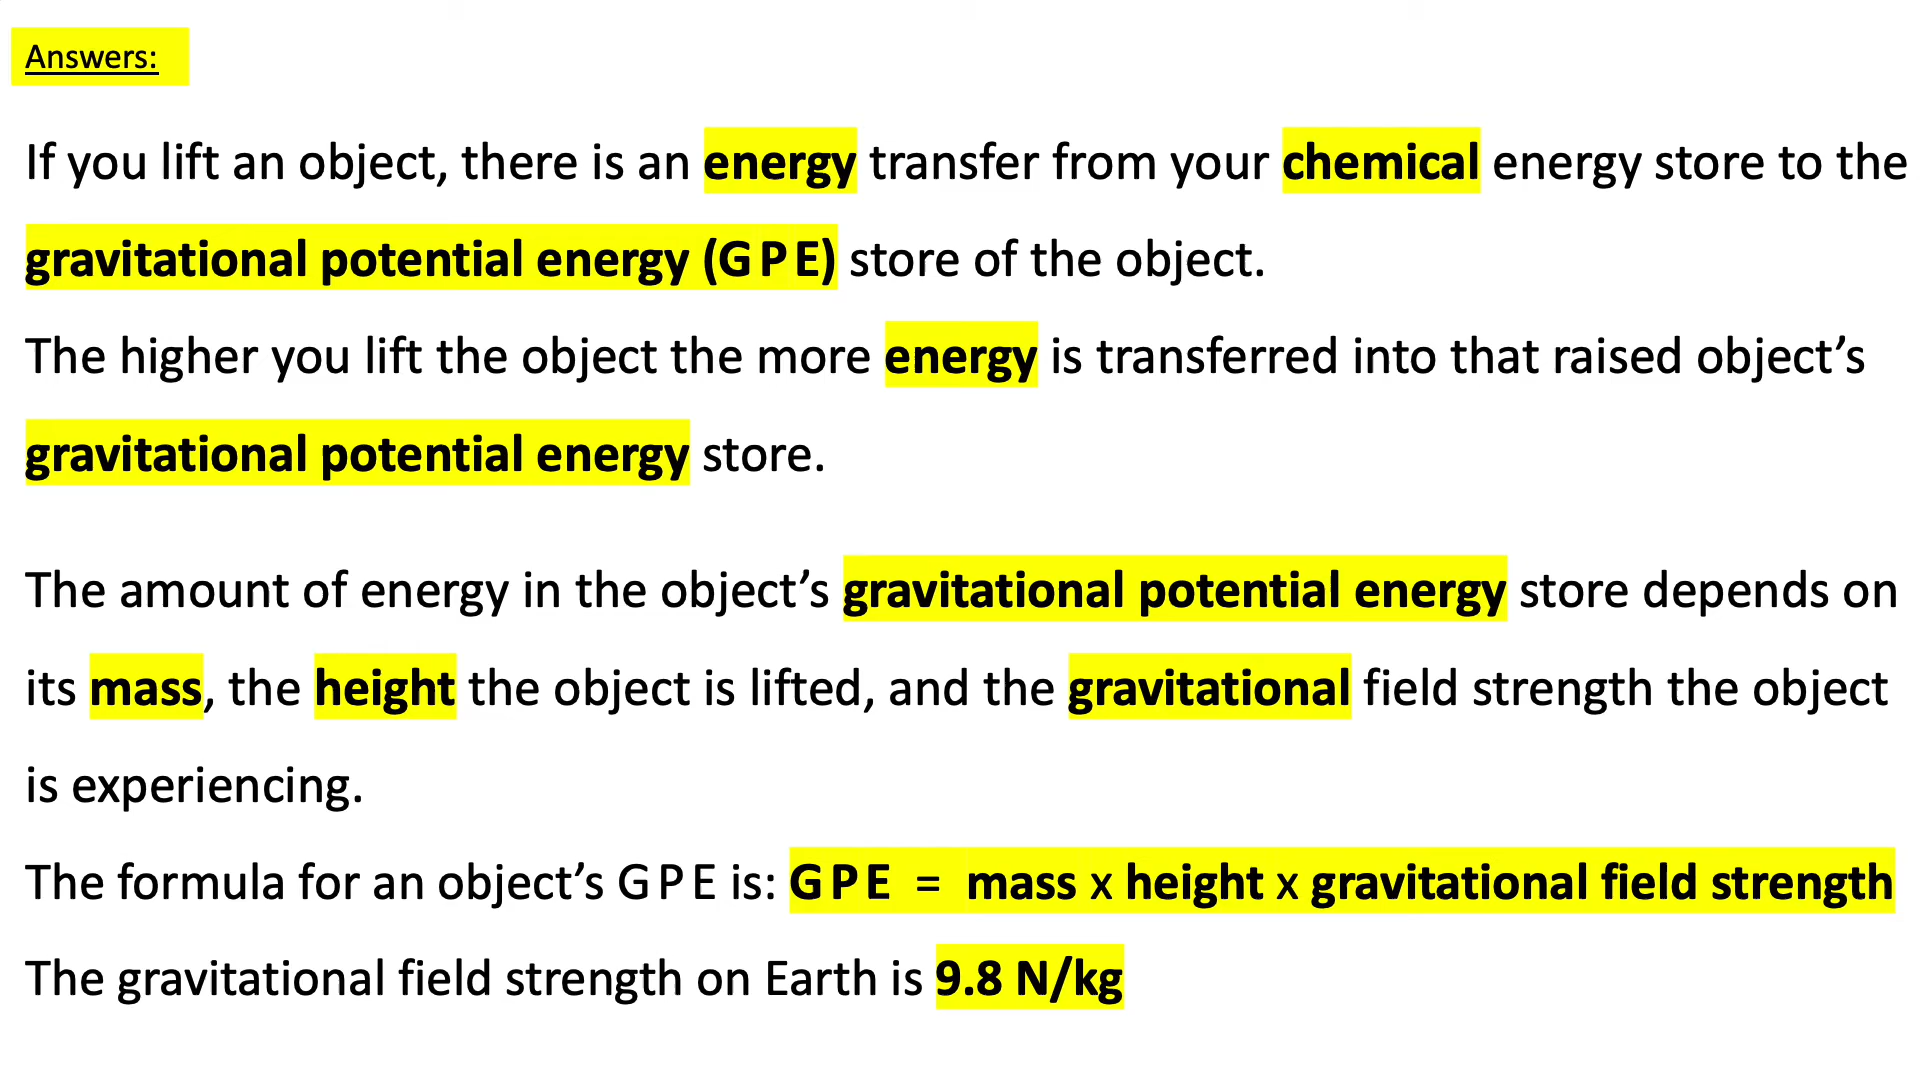 Answers:
If you lift an object, there is an energy transfer from your chemical energy store to the
gravitational potential energy (G P E) store of the object.
The higher you lift the object the more energy is transferred into that raised object’s
gravitational potential energy store.
The amount of energy in the object’s gravitational potential energy store depends on
its mass, the height the object is lifted, and the gravitational field strength the object
is experiencing.
The formula for an object’s G P E is: G P E = mass x height x gravitational field strength
The gravitational field strength on Earth is 9.8 N/kg